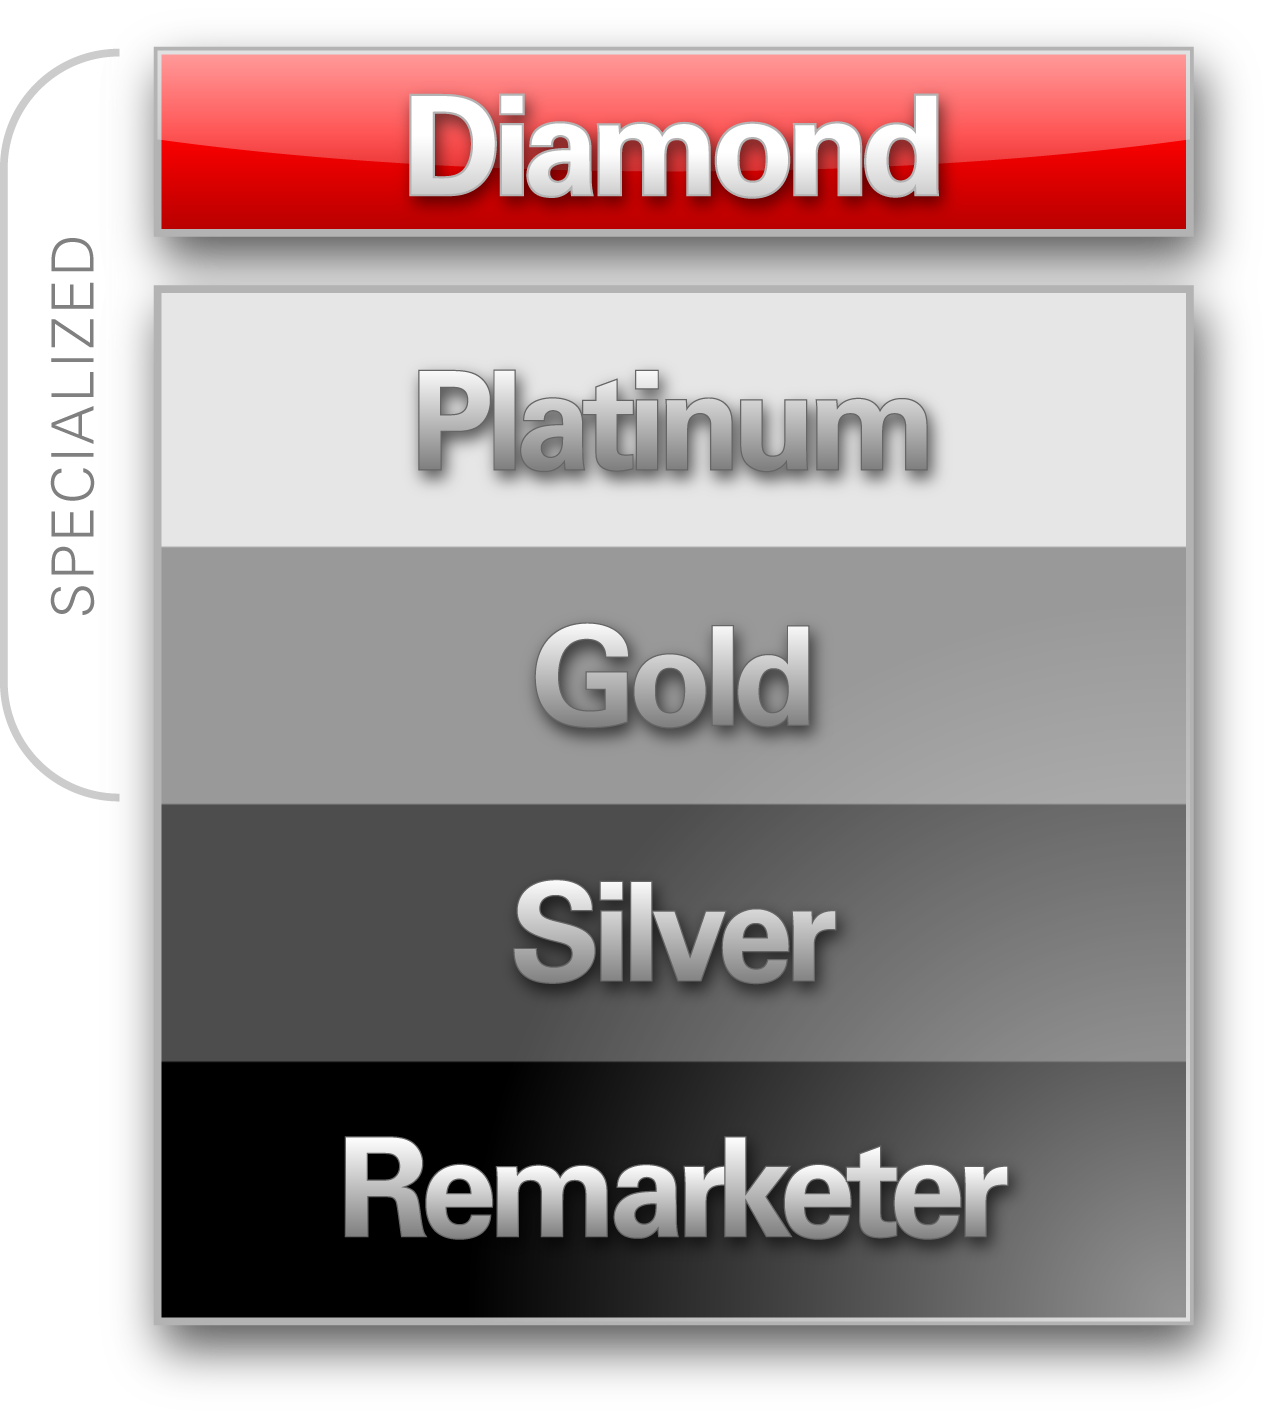 SPECIALIZED
Diamond
Platinum
Gold
Silver
Remarketer